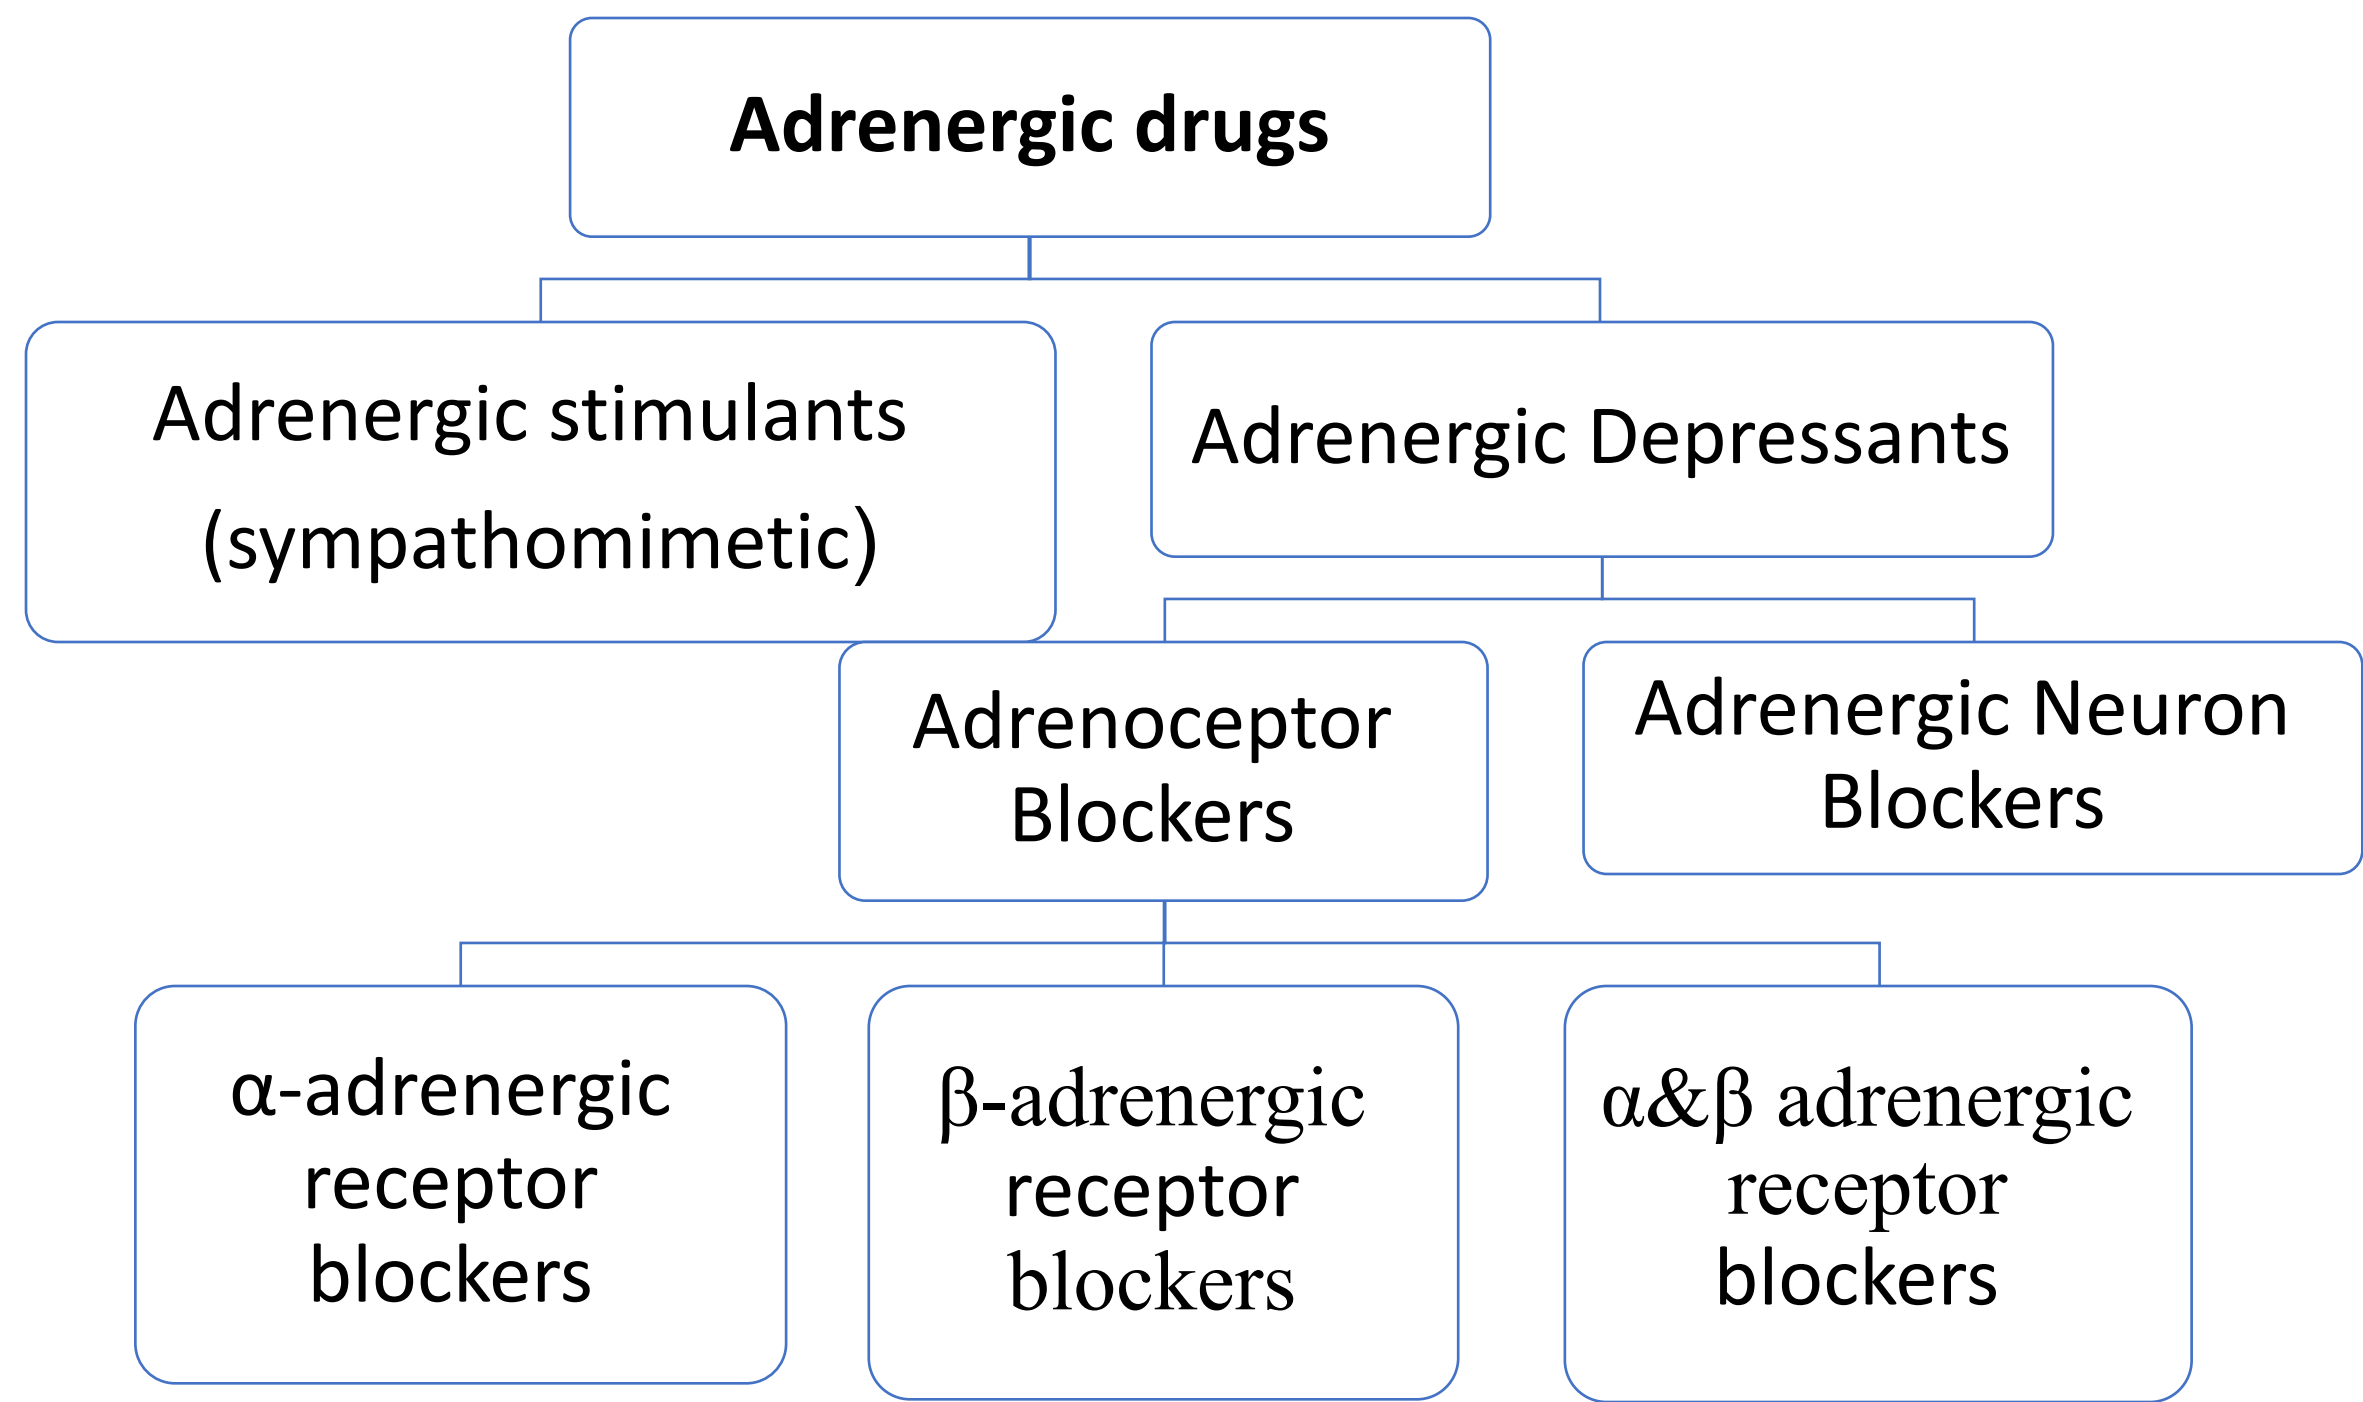 Adrenergic drugs
Adrenergic stimulants
(sympathomimetic)
Adrenergic Depressants
Adrenoceptor
Blockers
Adrenergic Neuron
Blockers
α-adrenergic
receptor
blockers
β-adrenergic
receptor
blockers
α&β adrenergic
receptor
blockers